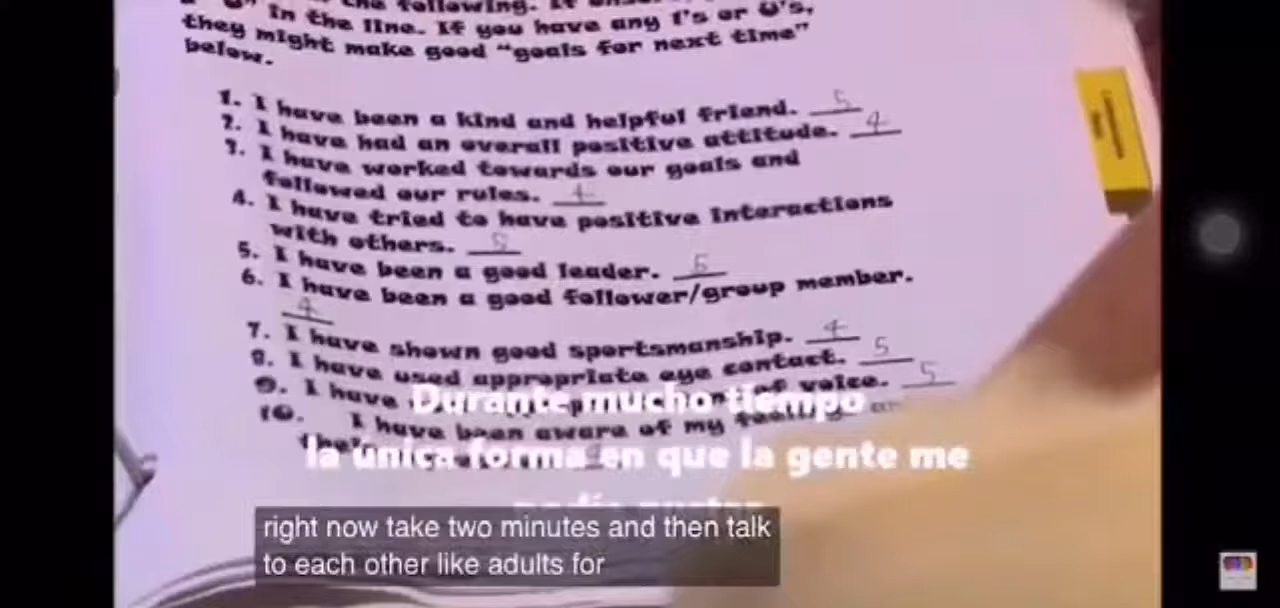 the following.
" in the line. If you have any 1's or 0's,
they might make good "goals for next time"
below.
1. I have been a kind and helpful friend. 5
2. I have had an overall positive attitude. 4
3. I have worked towards our goals and
followed our rules. 4
4. I have tried to have positive interactions
with others. 5
5. I have been a good leader. 5
6. I have been a good follower/group member.
4
7. I have shown good sportsmanship. 4
8. I have used appropriate eye contact. 5
9. I have of voice. 5
10. I have been aware of my
Durante mucho tiempo
la única forma en que la gente me
right now take two minutes and then talk
to each other like adults for